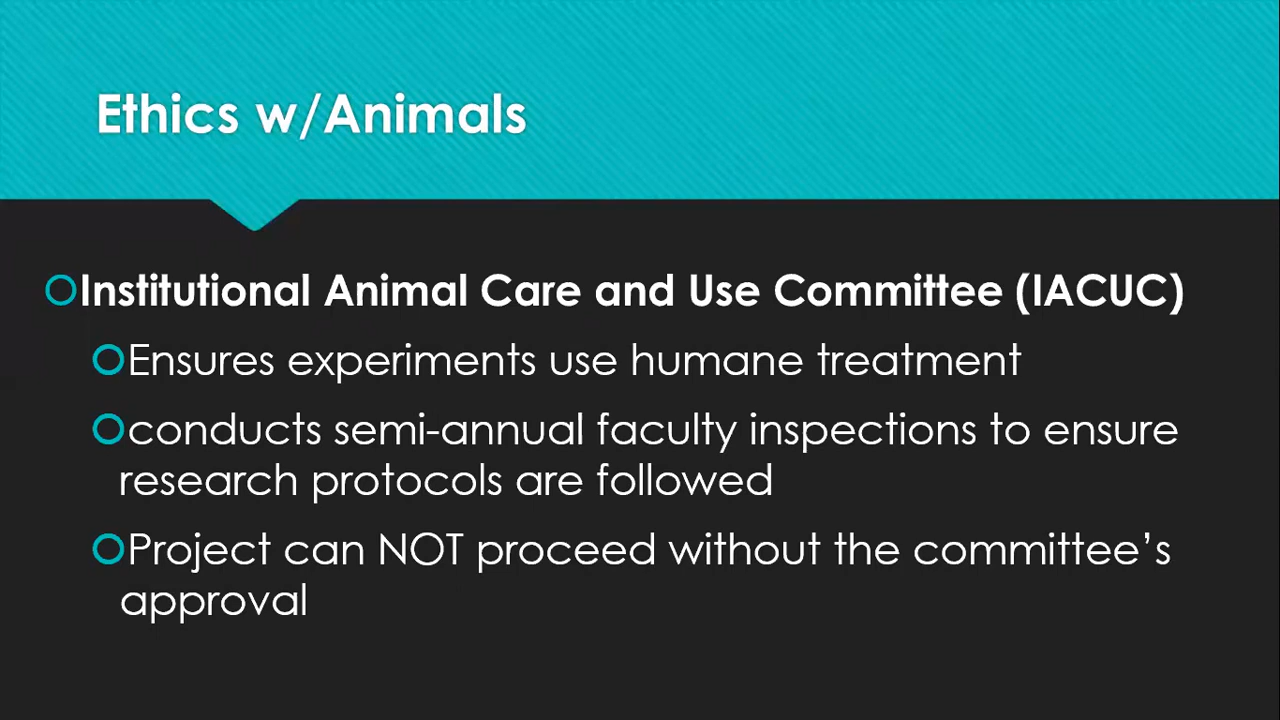 Ethics w/Animals
Institutional Animal Care and Use Committee (IACUC)
Ensures experiments use humane treatment
conducts semi-annual faculty inspections to ensure
research protocols are followed
Project can NOT proceed without the committee’s
approval